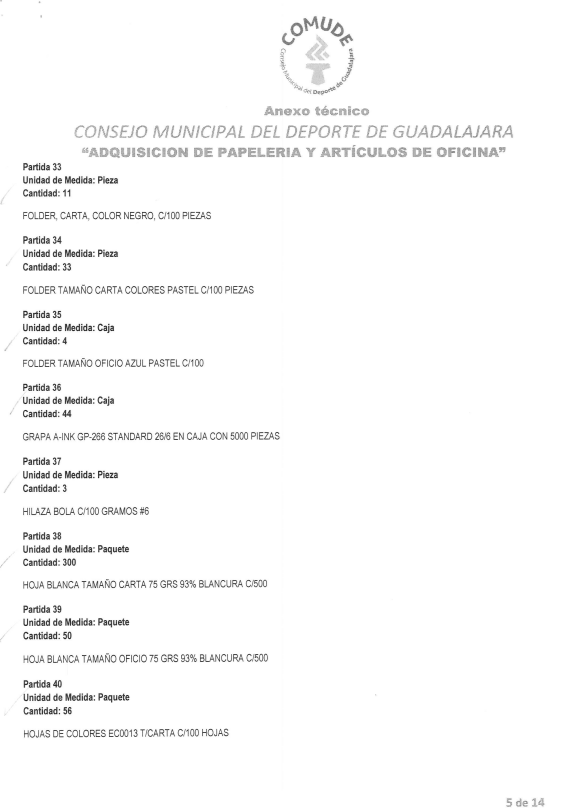 COMUDE
Consejo Municipal del Deporte de Guadalajara
Anexo técnico
CONSEJO MUNICIPAL DEL DEPORTE DE GUADALAJARA
“ADQUISICION DE PAPELERIA Y ARTÍCULOS DE OFICINA”
Partida 33
Unidad de Medida: Pieza
Cantidad: 11
FOLDER, CARTA, COLOR NEGRO, C/100 PIEZAS
Partida 34
Unidad de Medida: Pieza
Cantidad: 33
FOLDER TAMAÑO CARTA COLORES PASTEL C/100 PIEZAS
Partida 35
Unidad de Medida: Caja
Cantidad: 4
FOLDER TAMAÑO OFICIO AZUL PASTEL C/100
Partida 36
Unidad de Medida: Caja
Cantidad: 44
GRAPA A-INK GP-266 STANDARD 26/6 EN CAJA CON 5000 PIEZAS
Partida 37
Unidad de Medida: Pieza
Cantidad: 3
HILAZA BOLA C/100 GRAMOS #6
Partida 38
Unidad de Medida: Paquete
Cantidad: 300
HOJA BLANCA TAMAÑO CARTA 75 GRS 93% BLANCURA C/500
Partida 39
Unidad de Medida: Paquete
Cantidad: 50
HOJA BLANCA TAMAÑO OFICIO 75 GRS 93% BLANCURA C/500
Partida 40
Unidad de Medida: Paquete
Cantidad: 56
HOJAS DE COLORES EC0013 T/CARTA C/100 HOJAS
5 de 14